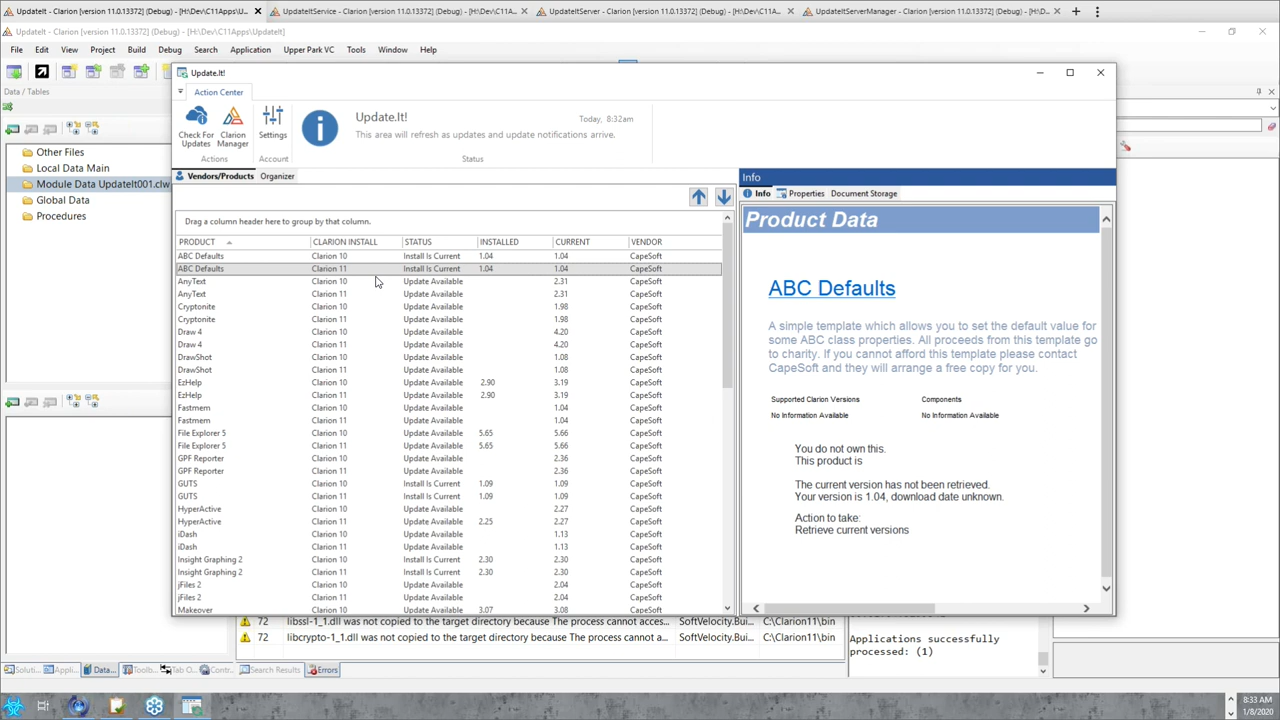 UpdateIt - Clarion [version 11.0.13372] (Debug) - [H:\Dev\C11Apps\U...
UpdateItService - Clarion [version 11.0.13372] (Debug) - [H:\Dev\C11A...
UpdateItServer - Clarion [version 11.0.13372] (Debug) - [H:\Dev\C11Ap...
UpdateItServerManager - Clarion [version 11.0.13372] (Debug) - [H:\De...
UpdateIt - Clarion [version 11.0.13372] (Debug) - [H:\Dev\C11Apps\UpdateIt]
File Edit View Project Build Debug Search Application Upper Park VC Tools Window Help
Data / Tables
Other Files
Local Data Main
Module Data UpdateIt001.clw
Global Data
Procedures
Update.It!
Action Center
Check For Updates
Clarion Manager
Settings
Actions
Account
Update.It!
Today, 8:32am
This area will refresh as updates and update notifications arrive.
Status
Vendors/Products Organizer
Drag a column header here to group by that column.
PRODUCT CLARION INSTALL STATUS INSTALLED CURRENT VENDOR
ABC Defaults Clarion 10 Install Is Current 1.04 1.04 CapeSoft
ABC Defaults Clarion 11 Install Is Current 1.04 1.04 CapeSoft
AnyText Clarion 10 Update Available 2.31 CapeSoft
AnyText Clarion 11 Update Available 2.31 CapeSoft
Cryptonite Clarion 10 Update Available 1.98 CapeSoft
Cryptonite Clarion 11 Update Available 1.98 CapeSoft
Draw 4 Clarion 10 Update Available 4.20 CapeSoft
Draw 4 Clarion 11 Update Available 4.20 CapeSoft
DrawShot Clarion 10 Update Available 1.08 CapeSoft
DrawShot Clarion 11 Update Available 1.08 CapeSoft
EzHelp Clarion 10 Update Available 2.90 3.19 CapeSoft
EzHelp Clarion 11 Update Available 2.90 3.19 CapeSoft
Fastmem Clarion 10 Update Available 1.04 CapeSoft
Fastmem Clarion 11 Update Available 1.04 CapeSoft
File Explorer 5 Clarion 10 Update Available 5.65 5.66 CapeSoft
File Explorer 5 Clarion 11 Update Available 5.65 5.66 CapeSoft
GPF Reporter Clarion 10 Update Available 2.36 CapeSoft
GPF Reporter Clarion 11 Update Available 2.36 CapeSoft
GUTS Clarion 10 Install Is Current 1.09 1.09 CapeSoft
GUTS Clarion 11 Install Is Current 1.09 1.09 CapeSoft
HyperActive Clarion 10 Update Available 2.27 CapeSoft
HyperActive Clarion 11 Update Available 2.25 2.27 CapeSoft
iDash Clarion 10 Update Available 1.13 CapeSoft
iDash Clarion 11 Update Available 1.13 CapeSoft
Insight Graphing 2 Clarion 10 Install Is Current 2.30 2.30 CapeSoft
Insight Graphing 2 Clarion 11 Install Is Current 2.30 2.30 CapeSoft
jFiles 2 Clarion 10 Update Available 2.04 CapeSoft
jFiles 2 Clarion 11 Update Available 2.04 CapeSoft
Makeover Clarion 10 Update Available 3.07 3.08 CapeSoft
Info
Info Properties Document Storage
Product Data
ABC Defaults
A simple template which allows you to set the default value for
some ABC class properties. All proceeds from this template go
to charity. If you cannot afford this template please contact
CapeSoft and they will arrange a free copy for you.
Supported Clarion Versions Components
No Information Available No Information Available
You do not own this.
This product is
The current version has not been retrieved.
Your version is 1.04, download date unknown.
Action to take:
Retrieve current versions
72 libssl-1_1.dll was not copied to the target directory because The process cannot acces... SoftVelocity.Bui... C:\Clarion11\bin
72 libcrypto-1_1.dll was not copied to the target directory because The process cannot a... SoftVelocity.Bui... C:\Clarion11\bin
Applications successfully
processed: (1)
Soluti... Appli... Data... Toolb... Tab O... Contr...
Search Results Errors
8:33 AM
1/8/2020